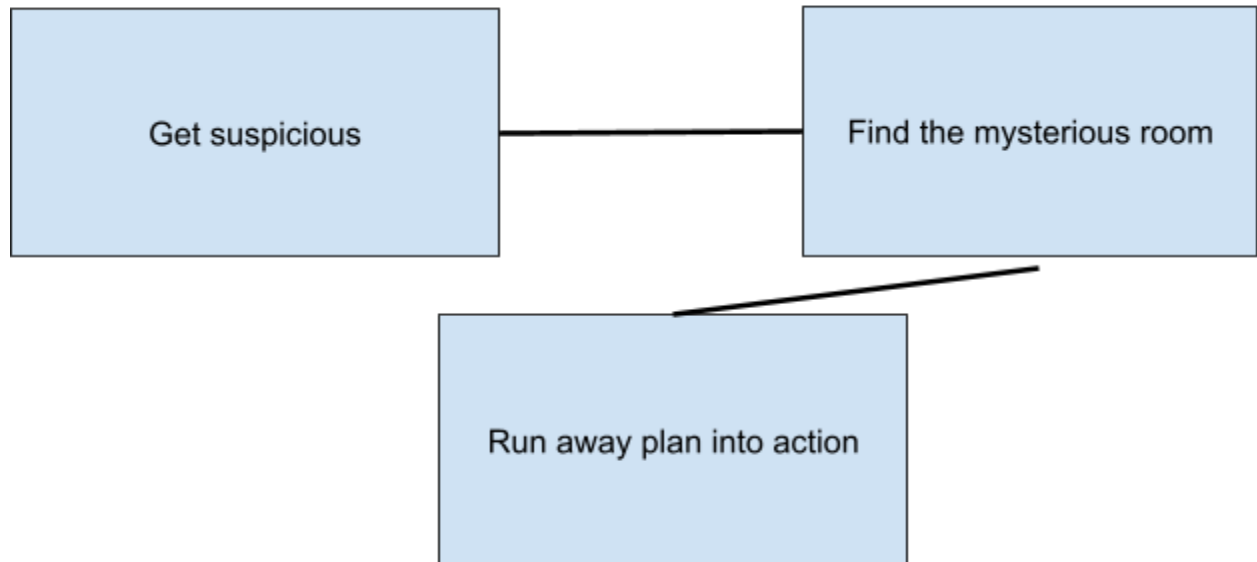 Get suspicious
Find the mysterious room
Run away plan into action